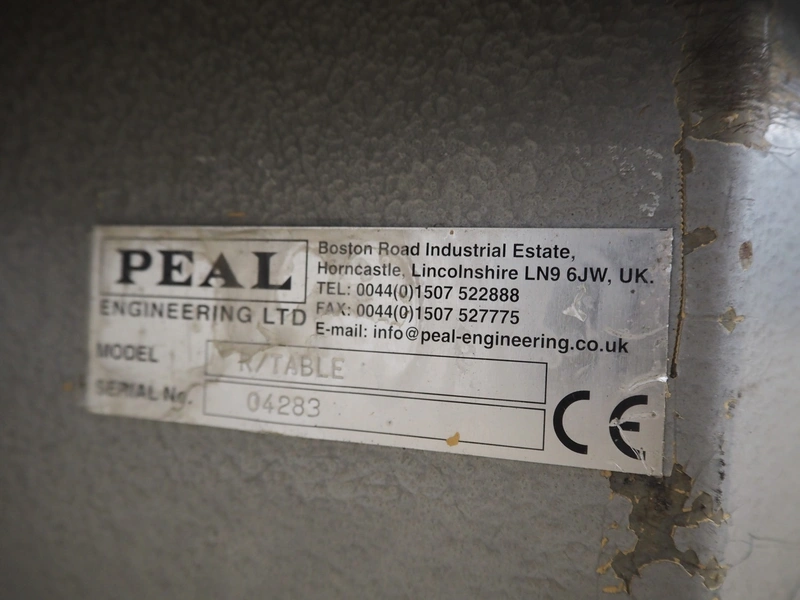 PEAL
ENGINEERING LTD
Boston Road Industrial Estate,
Horncastle, Lincolnshire LN9 6JW, UK.
TEL: 0044(0)1507 522888
FAX: 0044(0)1507 527775
E-mail: info@peal-engineering.co.uk
MODEL R/TABLE
SERIAL No. 04283
CE